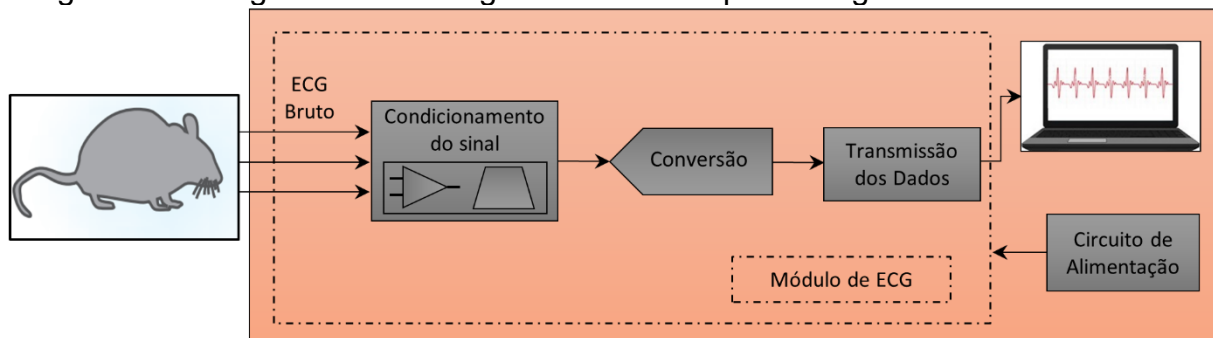 ECG
Bruto
Condicionamento
do sinal
Conversão
Transmissão
dos Dados
Circuito de
Alimentação
Módulo de ECG